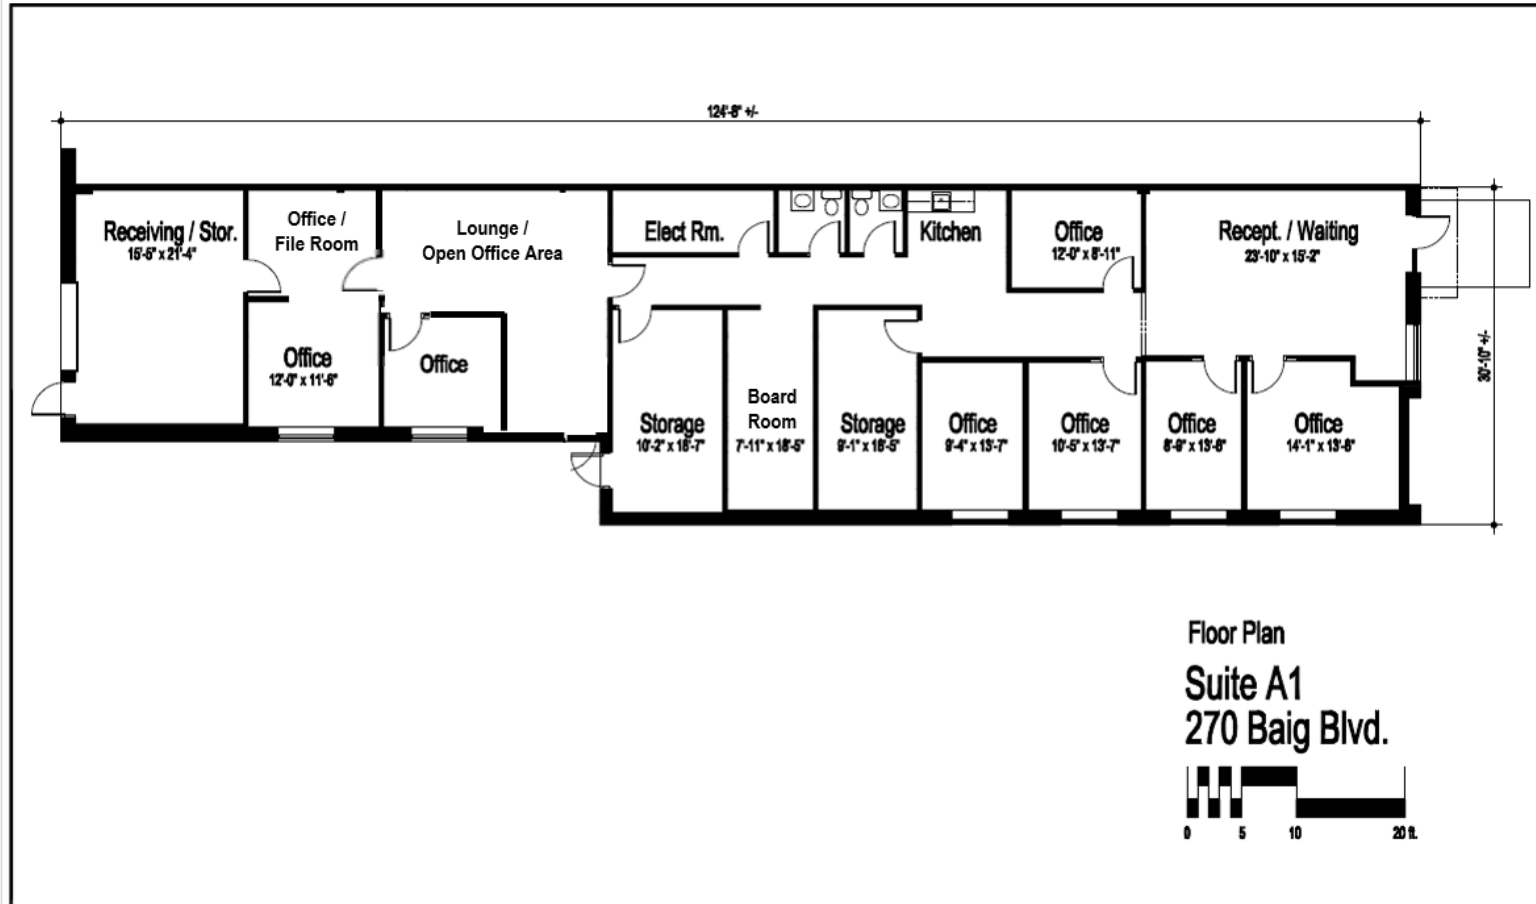 124'-8" +/-
Receiving / Stor.
15'-5" x 21'-4"
Office /
File Room
Lounge /
Open Office Area
Elect Rm.
Kitchen
Office
12'-0" x 8'-11"
Recept. / Waiting
23'-10" x 15'-2"
30'-10" +/-
Office
12'-0" x 11'-6"
Office
Storage
10'-2" x 18'-7"
Board
Room
7'-11" x 18'-5"
Storage
9'-1" x 18'-5"
Office
9'-4" x 13'-7"
Office
10'-5" x 13'-7"
Office
8'-9" x 13'-6"
Office
14'-1" x 13'-6"
Floor Plan
Suite A1
270 Baig Blvd.
0 5 10 20 ft.